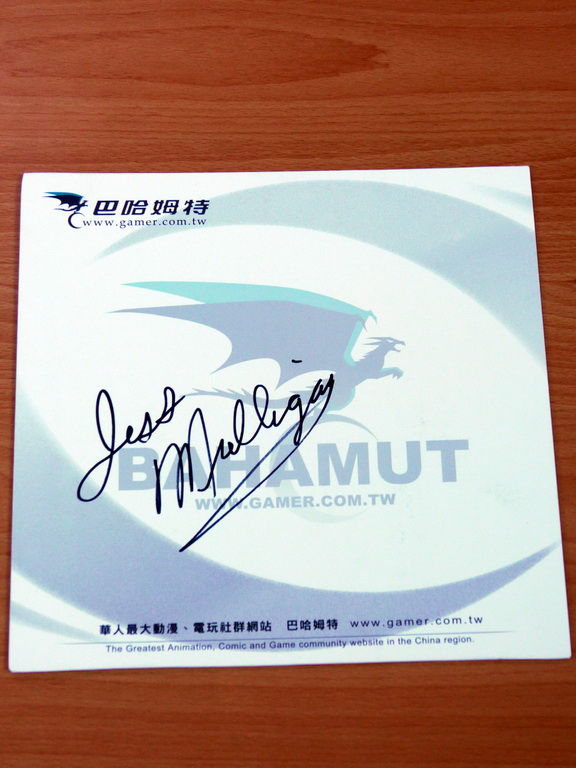 巴哈姆特
www.gamer.com.tw
Jess
Mulligan
BAHAMUT
WWW.GAMER.COM.TW
華人最大動漫、電玩社群網站 巴哈姆特 www.gamer.com.tw
The Greatest Animation, Comic and Game community website in the China region.